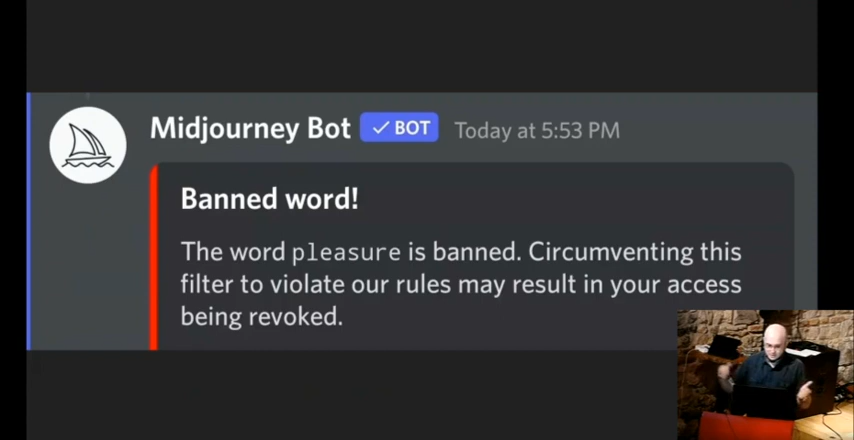 Midjourney Bot ✓ BOT Today at 5:53 PM
Banned word!
The word pleasure is banned. Circumventing this
filter to violate our rules may result in your access
being revoked.